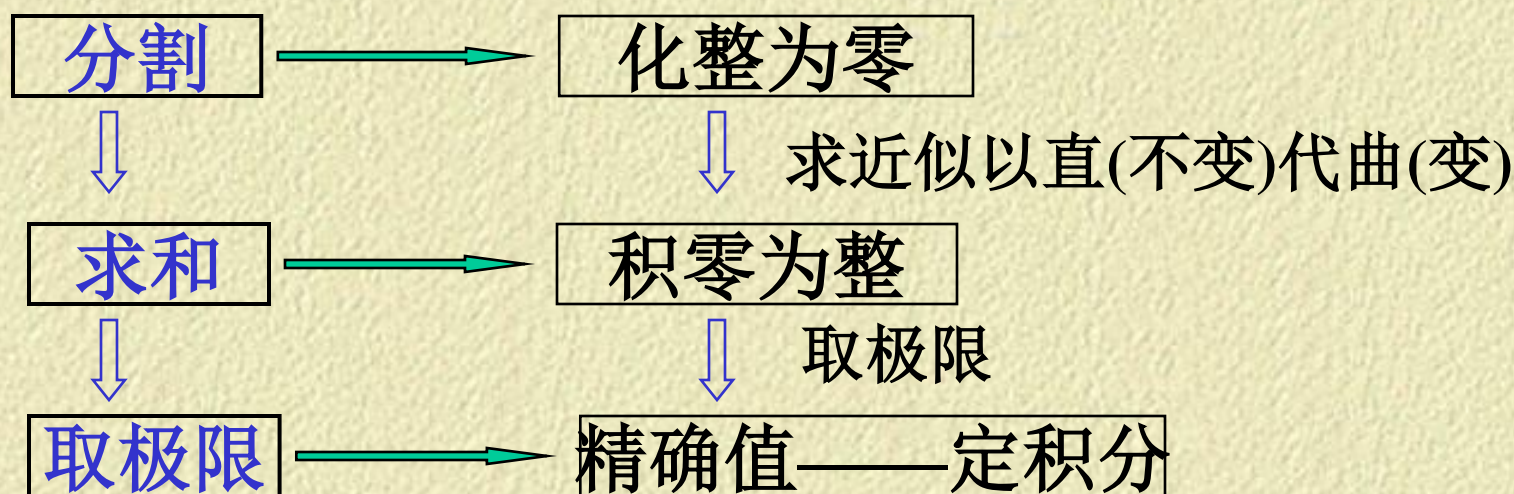 分割 化整为零
求近似以直(不变)代曲(变)
求和 积零为整
取极限
取极限 精确值——定积分